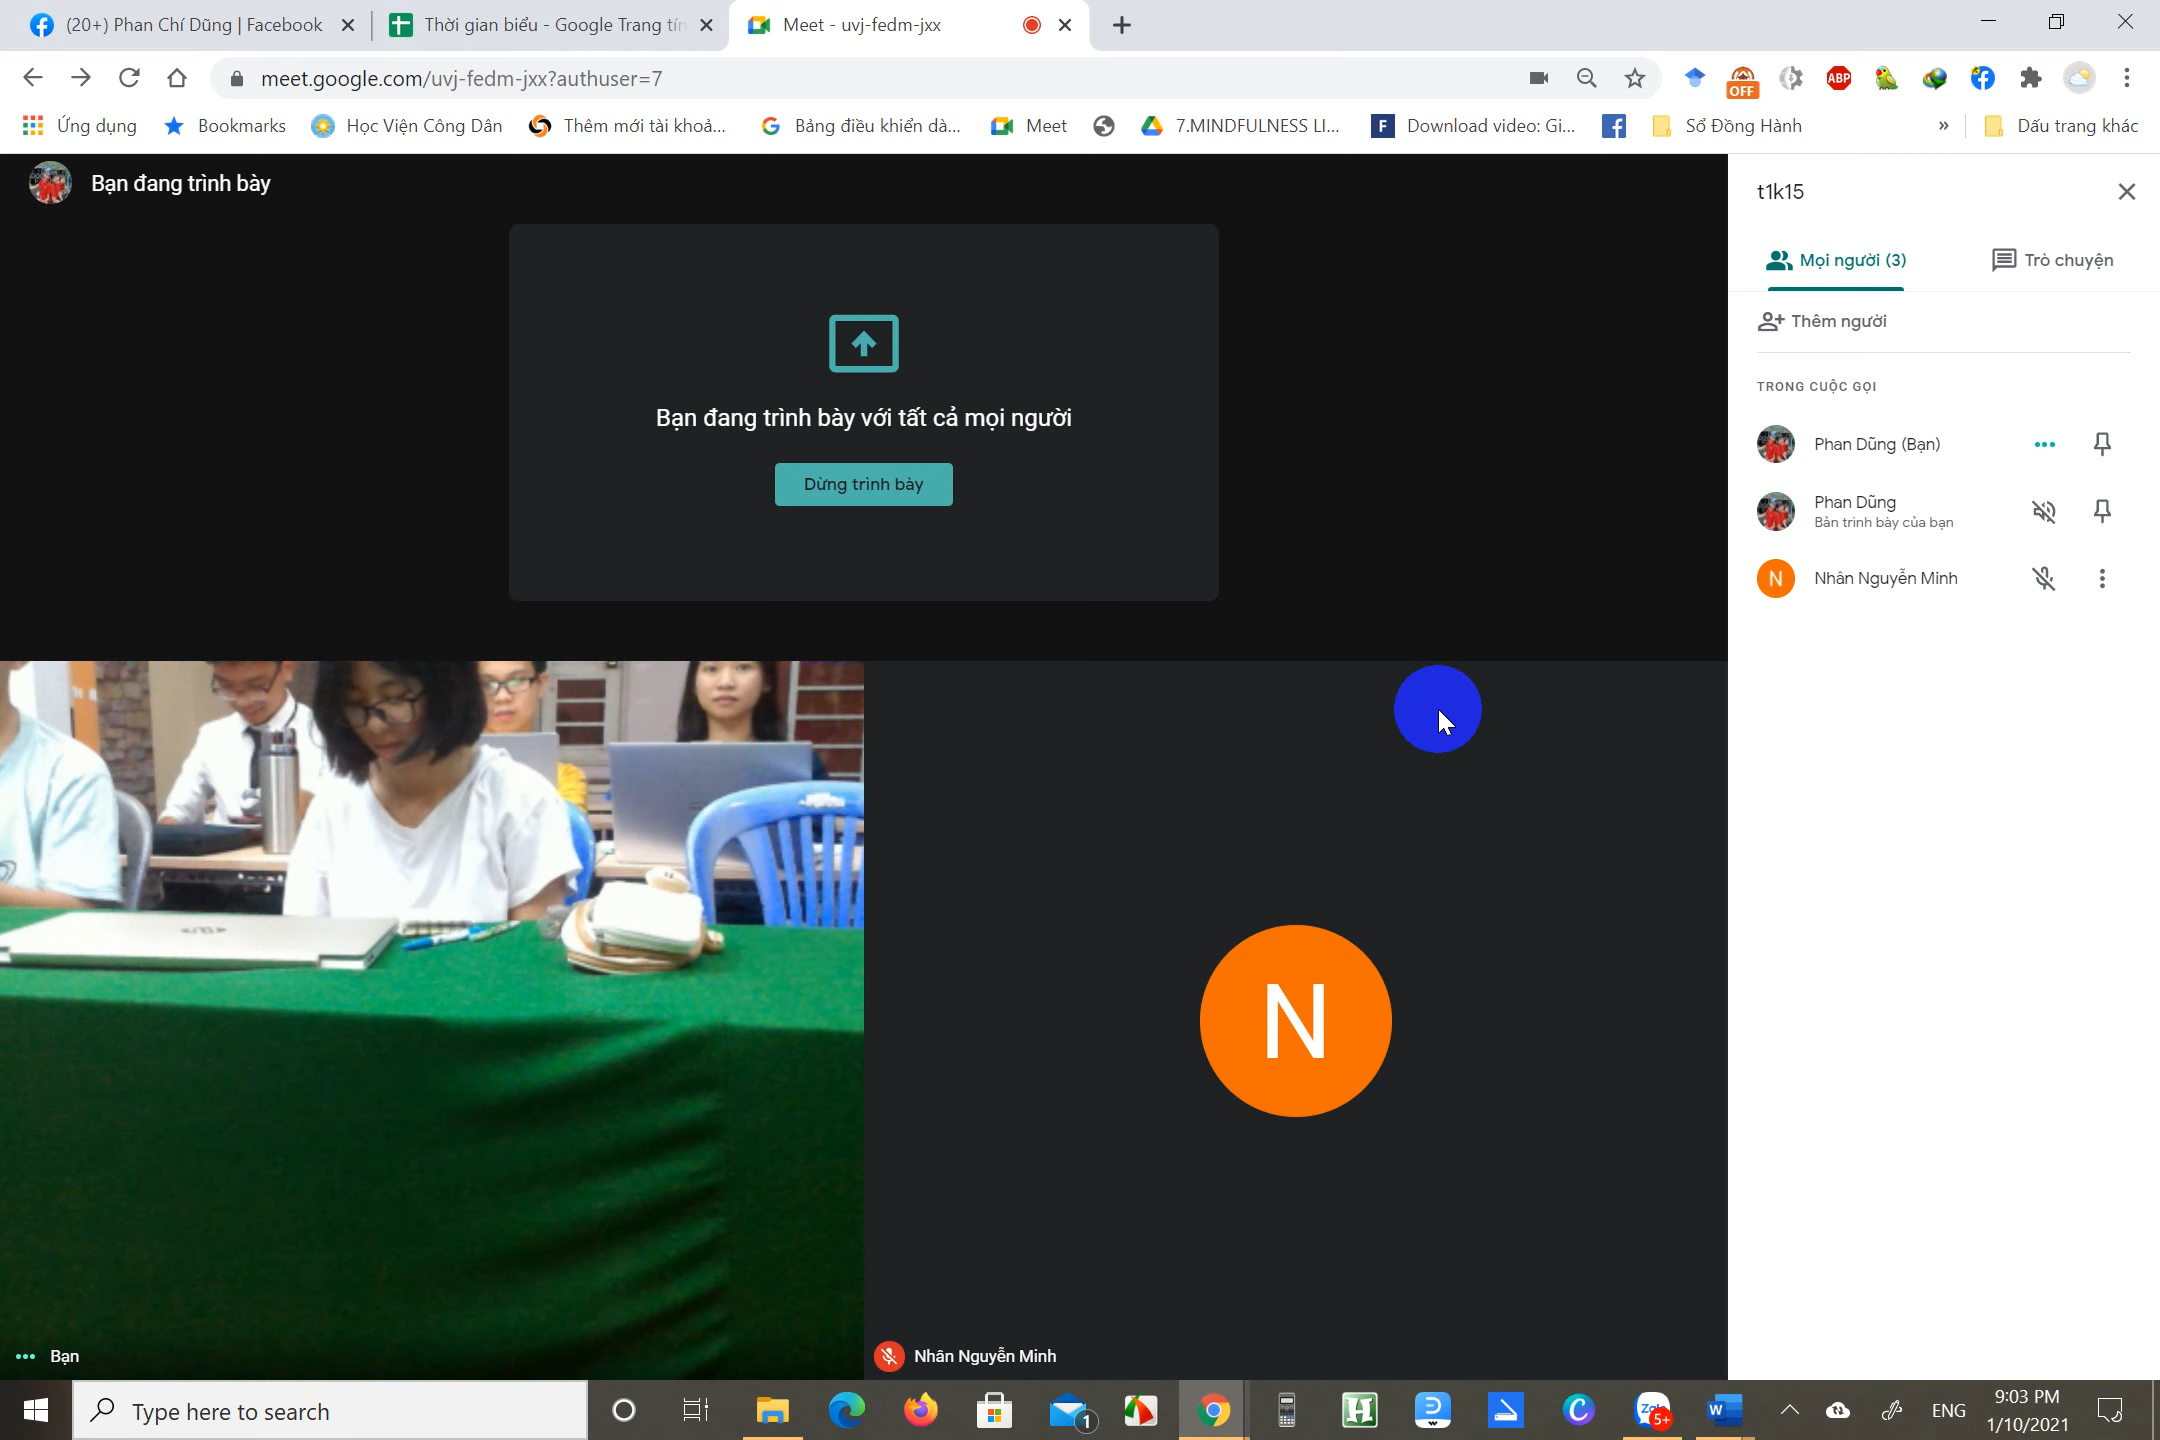 (20+) Phan Chí Dũng | Facebook
Thời gian biểu - Google Trang tín
Meet - uvj-fedm-jxx
meet.google.com/uvj-fedm-jxx?authuser=7
OFF
ABP
Ứng dụng
Bookmarks
Học Viện Công Dân
Thêm mới tài khoả...
Bảng điều khiển dà...
Meet
7.MINDFULNESS LI...
F
Download video: Gi...
Sổ Đồng Hành
»
Dấu trang khác
Bạn đang trình bày
Bạn đang trình bày với tất cả mọi người
Dừng trình bày
t1k15
Mọi người (3)
Trò chuyện
Thêm người
TRONG CUỘC GỌI
Phan Dũng (Bạn)
Phan Dũng
Bản trình bày của bạn
N
Nhân Nguyễn Minh
N
Bạn
Nhân Nguyễn Minh
Type here to search
1
Zalo
5+
W
ENG
9:03 PM
1/10/2021